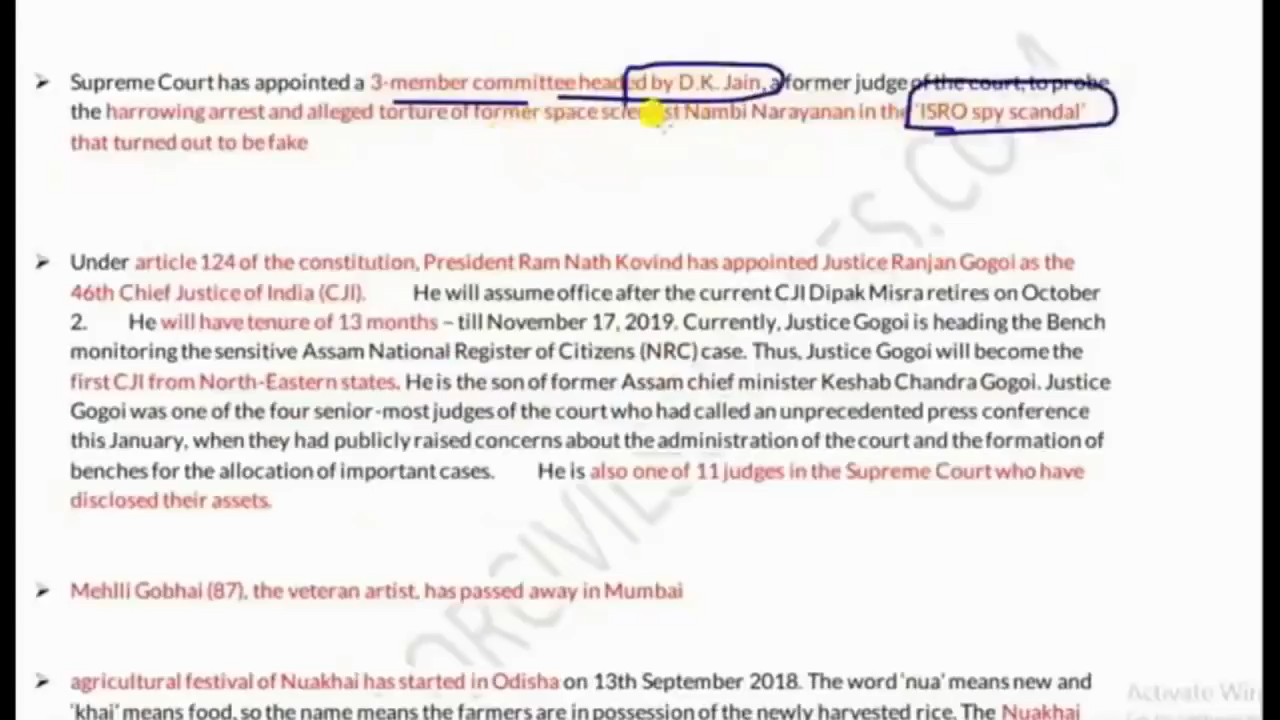 Supreme Court has appointed a 3-member committee headed by D.K. Jain, a former judge of the court, to probe
the harrowing arrest and alleged torture of former space scientist Nambi Narayanan in the 'ISRO spy scandal'
that turned out to be fake
Under article 124 of the constitution, President Ram Nath Kovind has appointed Justice Ranjan Gogoi as the
46th Chief Justice of India (CJI). He will assume office after the current CJI Dipak Misra retires on October
2. He will have tenure of 13 months – till November 17, 2019. Currently, Justice Gogoi is heading the Bench
monitoring the sensitive Assam National Register of Citizens (NRC) case. Thus, Justice Gogoi will become the
first CJI from North-Eastern states. He is the son of former Assam chief minister Keshab Chandra Gogoi. Justice
Gogoi was one of the four senior-most judges of the court who had called an unprecedented press conference
this January, when they had publicly raised concerns about the administration of the court and the formation of
benches for the allocation of important cases. He is also one of 11 judges in the Supreme Court who have
disclosed their assets.
Mehlli Gobhai (87), the veteran artist, has passed away in Mumbai
agricultural festival of Nuakhai has started in Odisha on 13th September 2018. The word 'nua' means new and
'khai' means food, so the name means the farmers are in possession of the newly harvested rice. The Nuakhai
ORCIVILS
ES.COM
Activate Win